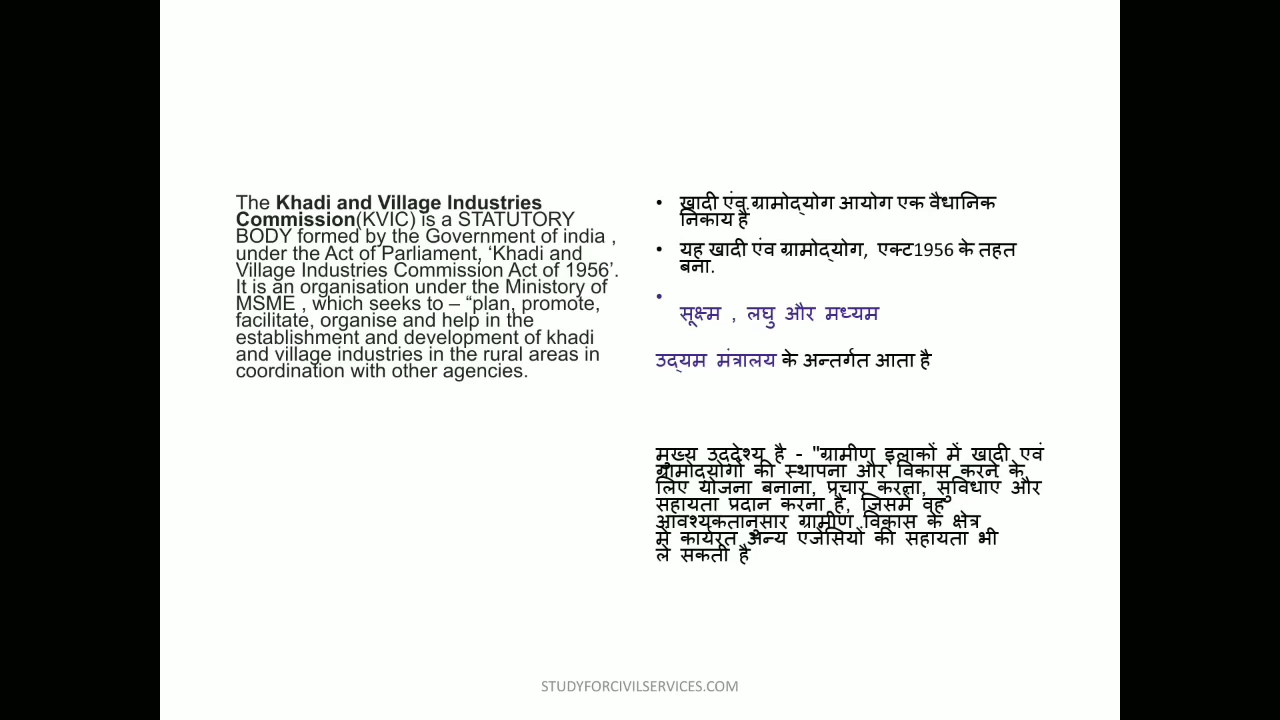 The Khadi and Village Industries
Commission(KVIC) is a STATUTORY
BODY formed by the Government of india ,
under the Act of Parliament, ‘Khadi and
Village Industries Commission Act of 1956’.
It is an organisation under the Ministory of
MSME , which seeks to – “plan, promote,
facilitate, organise and help in the
establishment and development of khadi
and village industries in the rural areas in
coordination with other agencies.
• खादी एंव ग्रामोद्योग आयोग एक वैधानिक
निकाय है
• यह खादी एंव ग्रामोद्योग, एक्ट1956 के तहत
बना.
•
सूक्ष्म , लघु और मध्यम
उद्यम मंत्रालय के अन्तर्गत आता है
मुख्य उद्देश्य है - "ग्रामीण इलाकों में खादी एवं
ग्रामोद्योगों की स्थापना और विकास करने के
लिए योजना बनाना, प्रचार करना, सुविधाएं और
सहायता प्रदान करना है, जिसमें वह
आवश्यकतानुसार ग्रामीण विकास के क्षेत्र
में कार्यरत अन्य एजेंसियों की सहायता भी
ले सकती है
STUDYFORCIVILSERVICES.COM